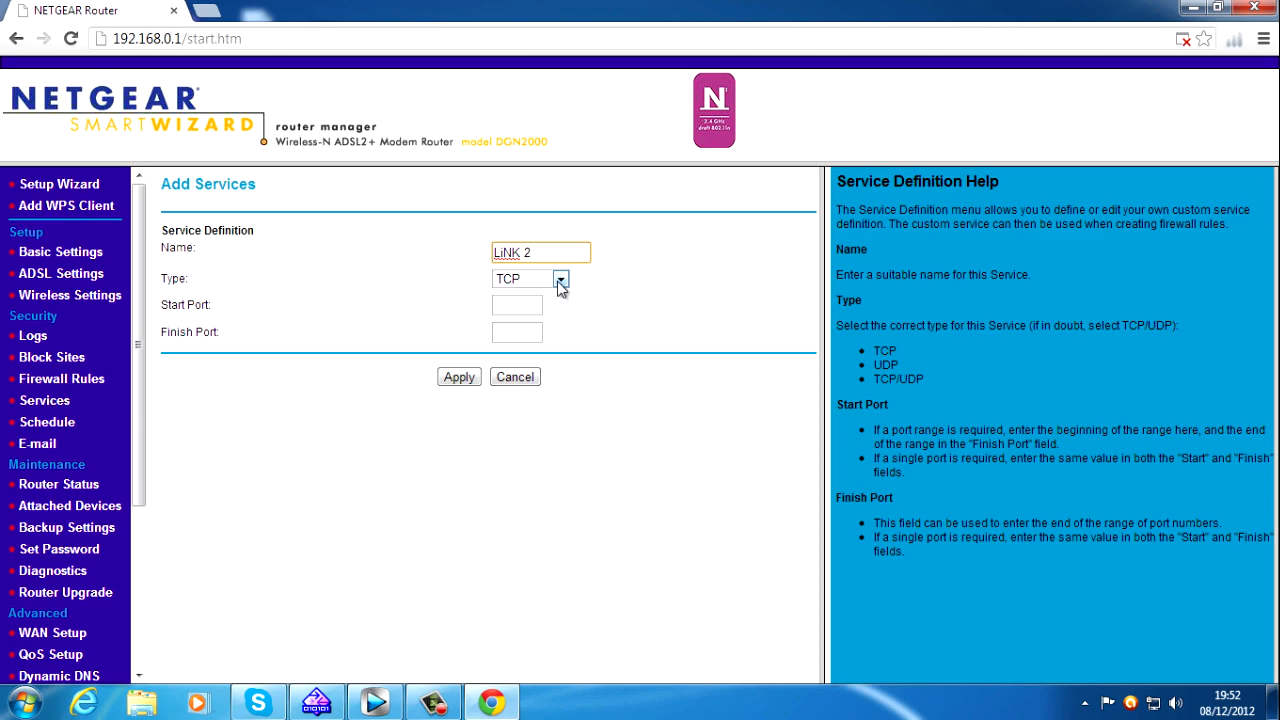 NETGEAR Router
192.168.0.1/start.htm
NETGEAR
SMARTWIZARD
router manager
Wireless-N ADSL2+ Modem Router model DGN2000
N
2.4 GHz
draft 802.11n
Setup Wizard
Add WPS Client
Setup
Basic Settings
ADSL Settings
Wireless Settings
Security
Logs
Block Sites
Firewall Rules
Services
Schedule
E-mail
Maintenance
Router Status
Attached Devices
Backup Settings
Set Password
Diagnostics
Router Upgrade
Advanced
WAN Setup
QoS Setup
Dynamic DNS
Add Services
Service Definition
Name:
LiNK 2
Type:
TCP
Start Port:
Finish Port:
Apply
Cancel
Service Definition Help
The Service Definition menu allows you to define or edit your own custom service
definition. The custom service can then be used when creating firewall rules.
Name
Enter a suitable name for this Service.
Type
Select the correct type for this Service (if in doubt, select TCP/UDP):
TCP
UDP
TCP/UDP
Start Port
If a port range is required, enter the beginning of the range here, and the end
of the range in the "Finish Port" field.
If a single port is required, enter the same value in both the "Start" and "Finish"
fields.
Finish Port
This field can be used to enter the end of the range of port numbers.
If a single port is required, enter the same value in both the "Start" and "Finish"
fields.
010101
19:52
08/12/2012